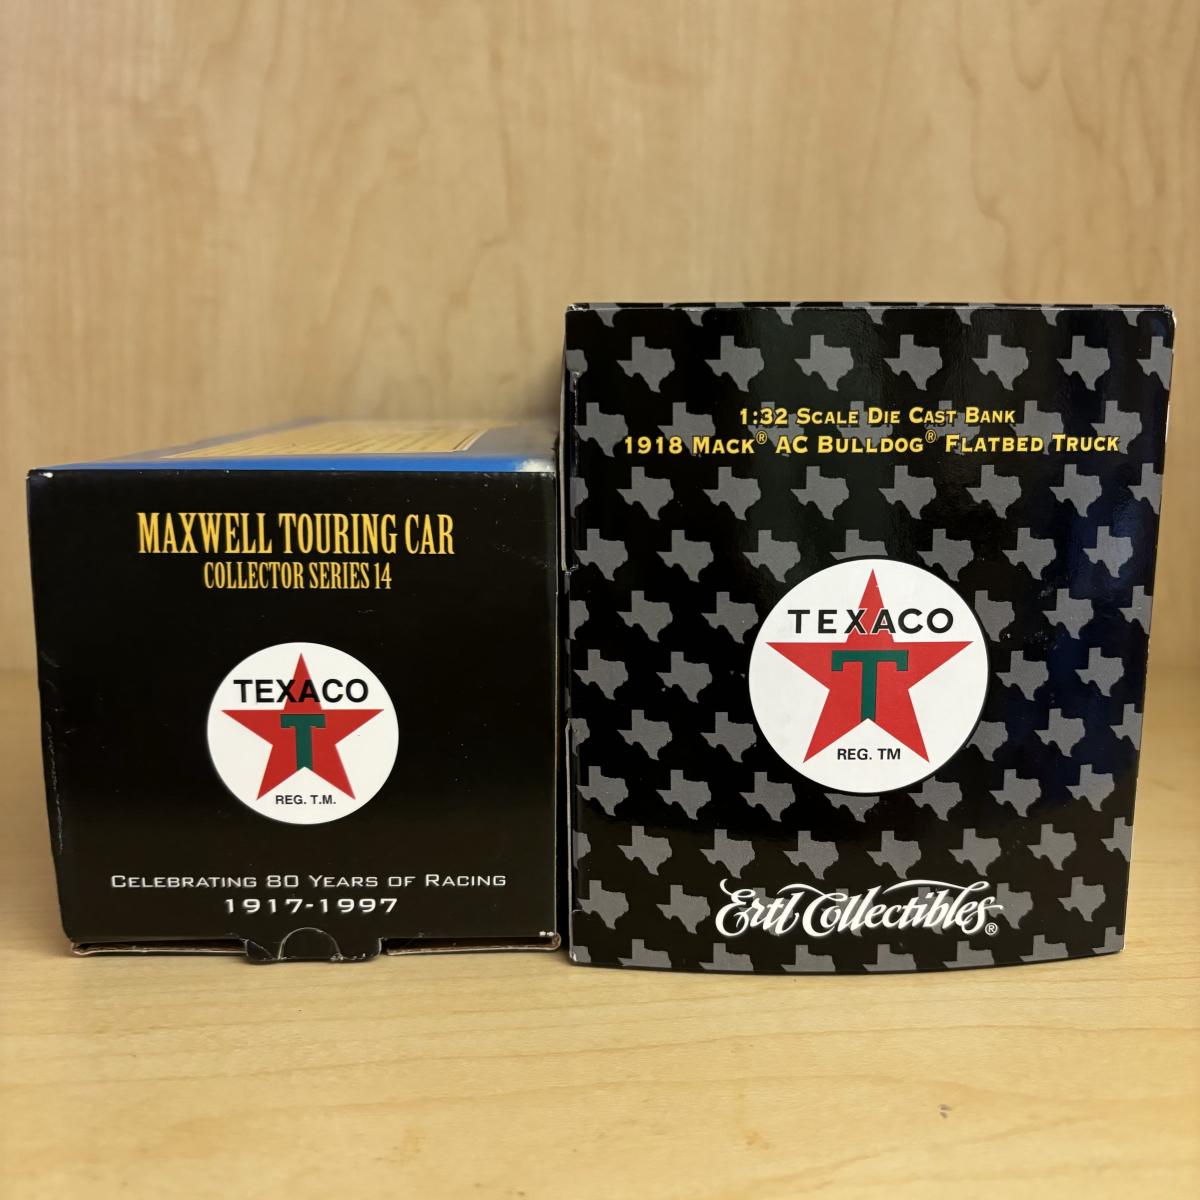 MAXWELL TOURING CAR
COLLECTOR SERIES 14
TEXACO
T
REG. T.M.
CELEBRATING 80 YEARS OF RACING
1917-1997
1:32 SCALE DIE CAST BANK
1918 MACK® AC BULLDOG® FLATBED TRUCK
TEXACO
T
REG. TM
Ertl Collectibles®